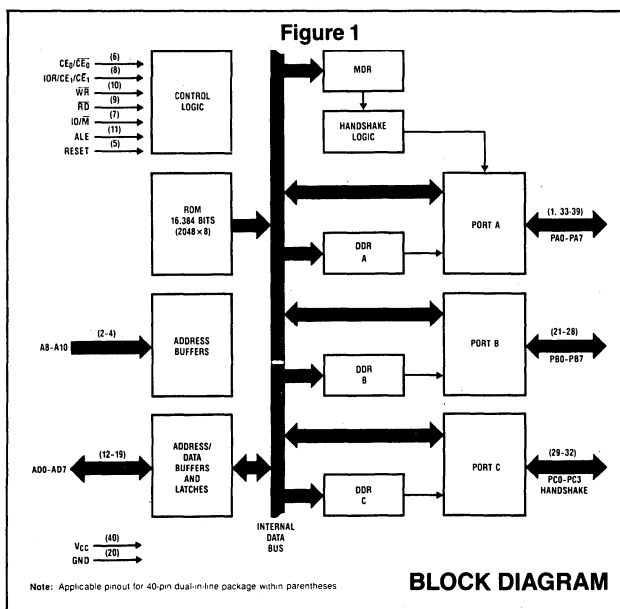 Figure 1
CE0/C̅E̅0̅ (6)
IOR/CE1/C̅E̅1̅ (8)
W̅R̅ (10)
R̅D̅ (9)
IO/M̅ (7)
ALE (11)
RESET (5)
CONTROL
LOGIC
MDR
HANDSHAKE
LOGIC
ROM
16.384 BITS
(2048 × 8)
PORT A
(1, 33-39)
PA0-PA7
DDR
A
A8-A10
(2-4)
ADDRESS
BUFFERS
PORT B
(21-28)
PB0-PB7
DDR
B
AD0-AD7
(12-19)
ADDRESS/
DATA
BUFFERS
AND
LATCHES
PORT C
(29-32)
PC0-PC3
HANDSHAKE
DDR
C
INTERNAL
DATA
BUS
VCC (40)
GND (20)
Note: Applicable pinout for 40-pin dual-in-line package within parentheses
BLOCK DIAGRAM